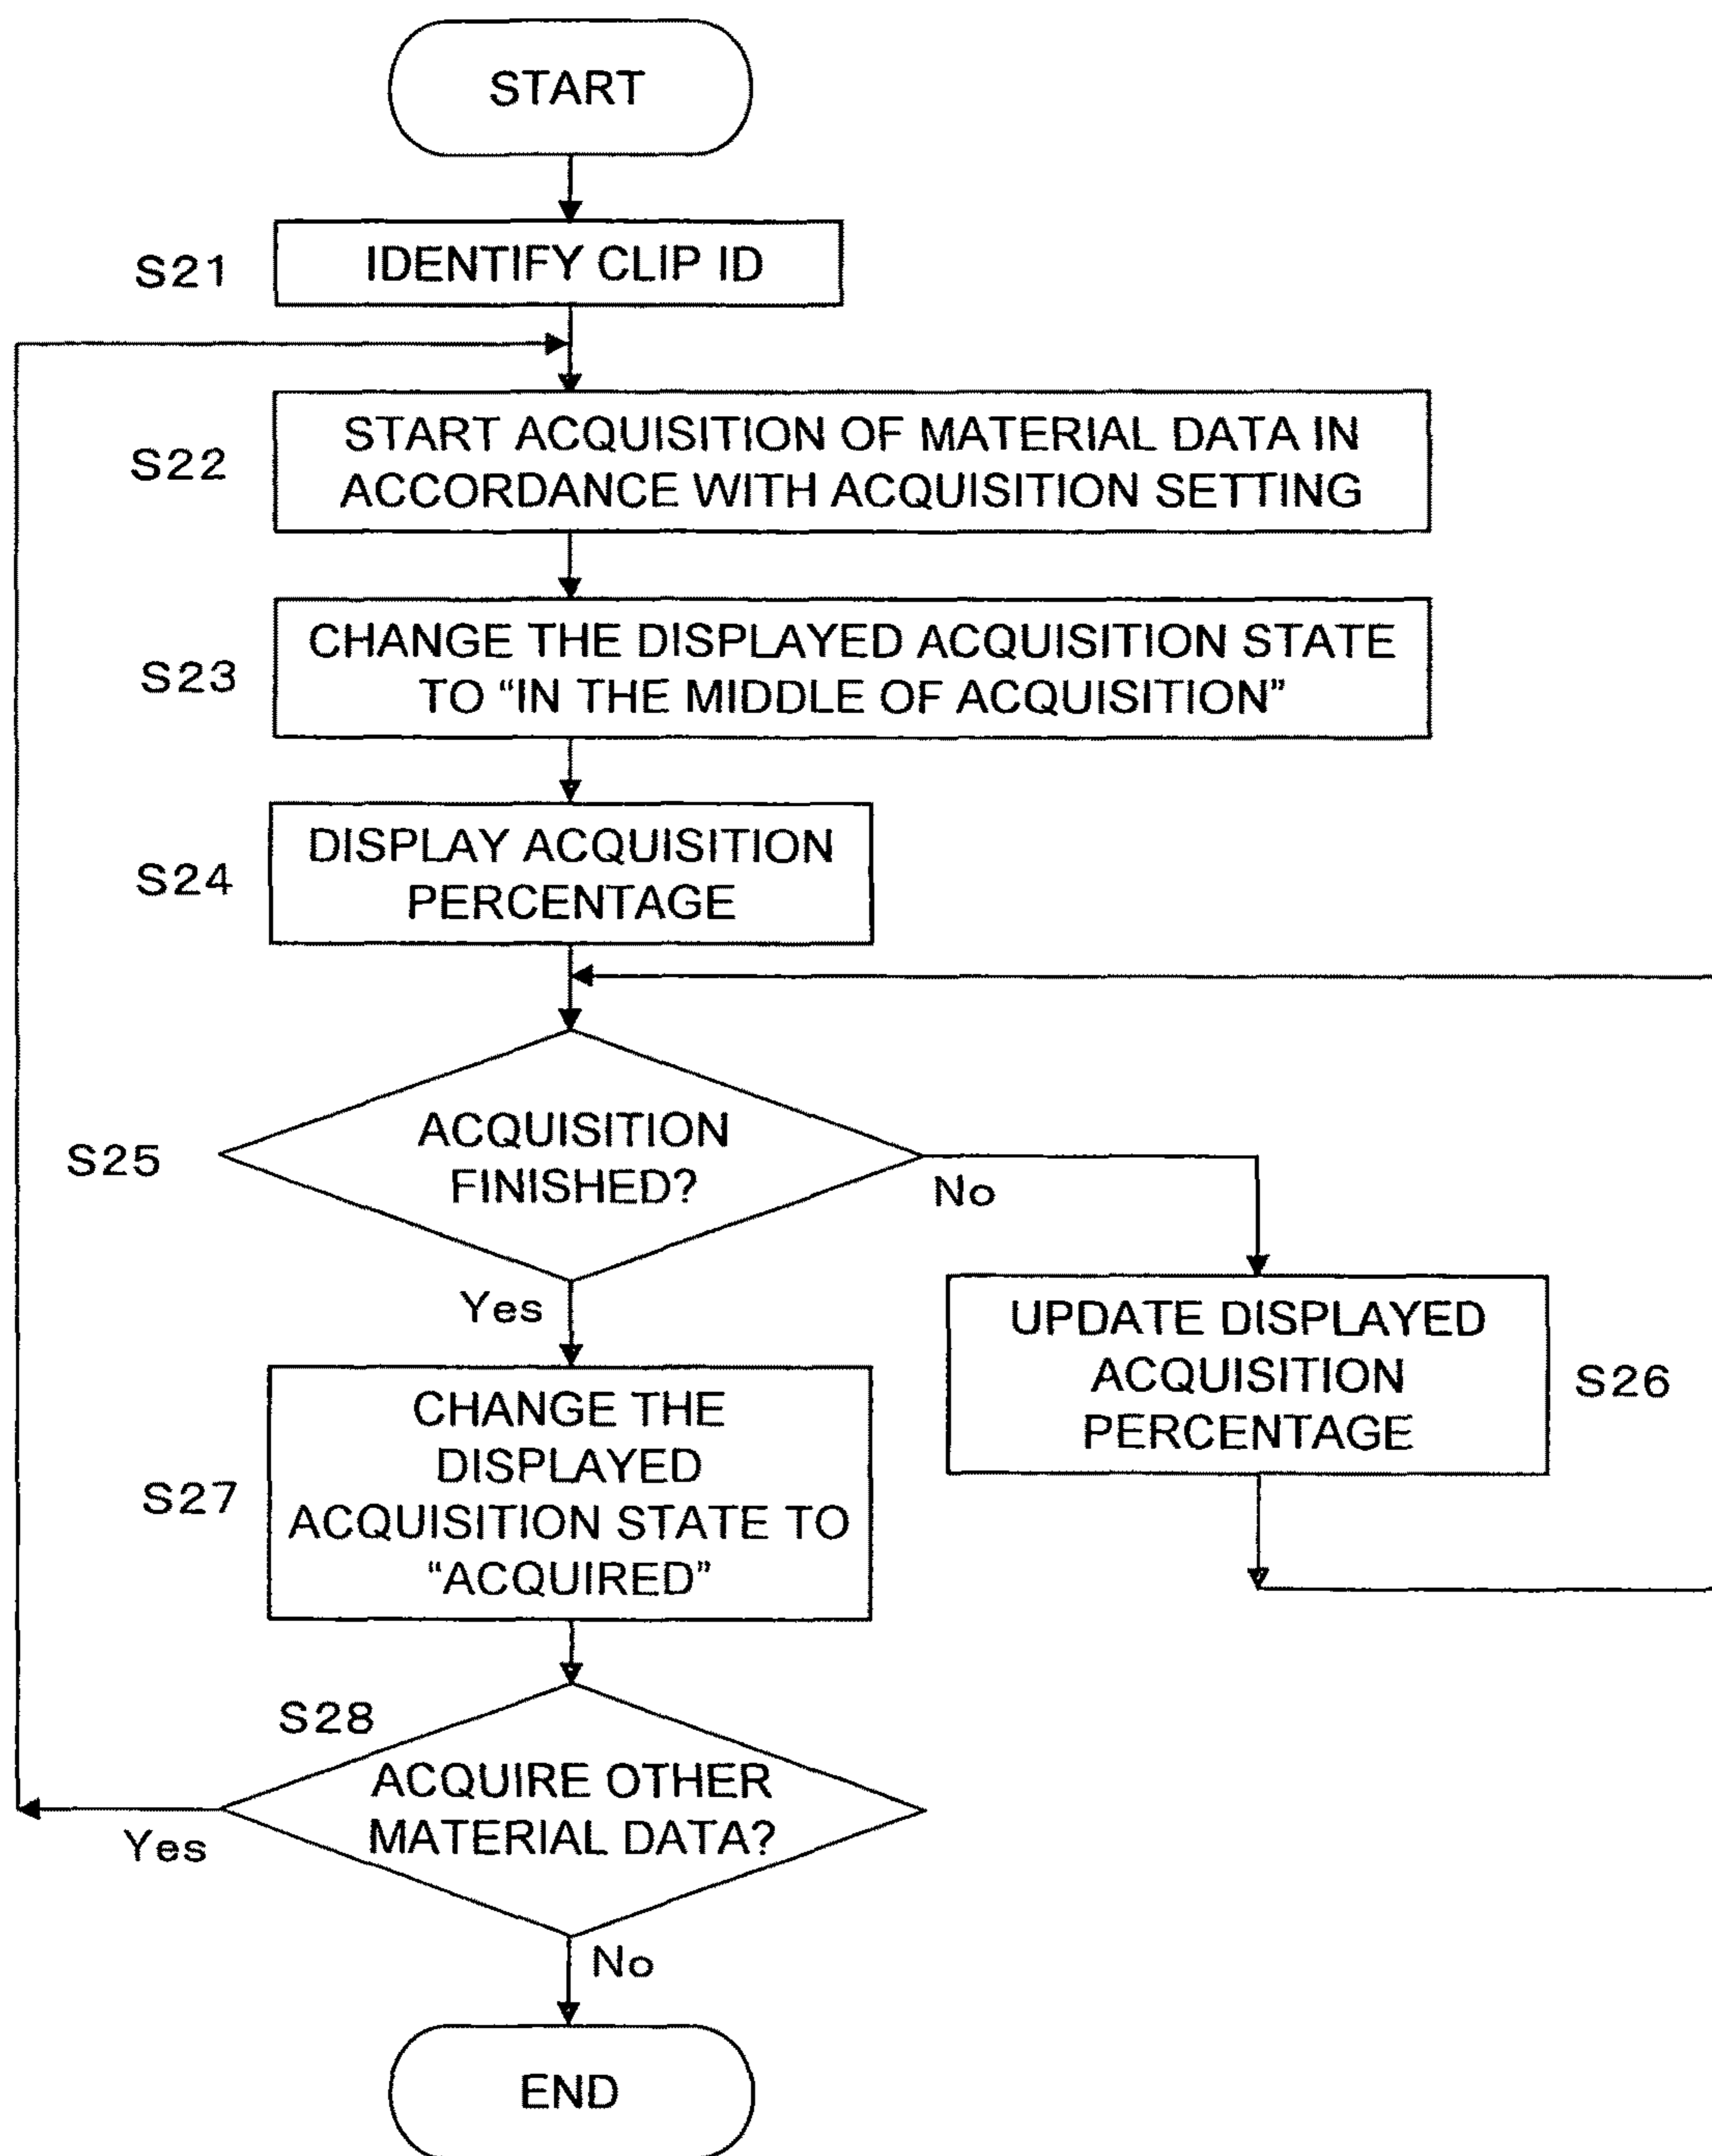 START
S21
IDENTIFY CLIP ID
S22
START ACQUISITION OF MATERIAL DATA IN
ACCORDANCE WITH ACQUISITION SETTING
S23
CHANGE THE DISPLAYED ACQUISITION STATE
TO “IN THE MIDDLE OF ACQUISITION”
S24
DISPLAY ACQUISITION
PERCENTAGE
S25
ACQUISITION
FINISHED?
No
Yes
UPDATE DISPLAYED
ACQUISITION
PERCENTAGE
S26
S27
CHANGE THE
DISPLAYED
ACQUISITION STATE TO
“ACQUIRED”
S28
ACQUIRE OTHER
MATERIAL DATA?
Yes
No
END